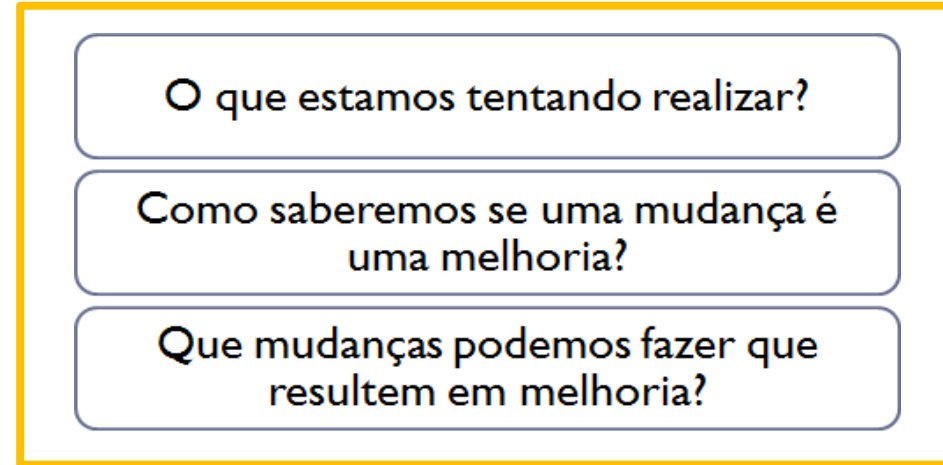 O que estamos tentando realizar?
Como saberemos se uma mudança é
uma melhoria?
Que mudanças podemos fazer que
resultem em melhoria?